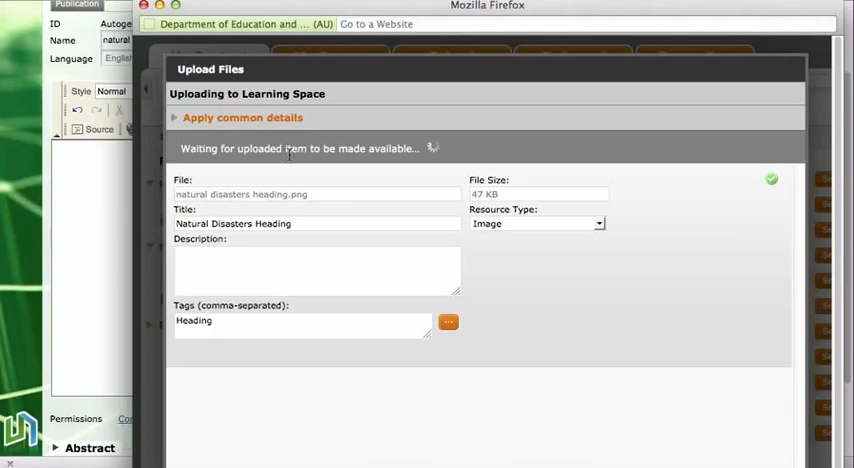 Publication
Mozilla Firefox
ID
Autoge
Department of Education and ... (AU)
Go to a Website
Name
natural
Language
English
Upload Files
Style
Normal
Uploading to Learning Space
Apply common details
Source
Waiting for uploaded item to be made available...
File:
File Size:
natural disasters heading.png
47 KB
Title:
Resource Type:
Natural Disasters Heading
Image
Description:
Tags (comma-separated):
Heading
...
Permissions
Abstract